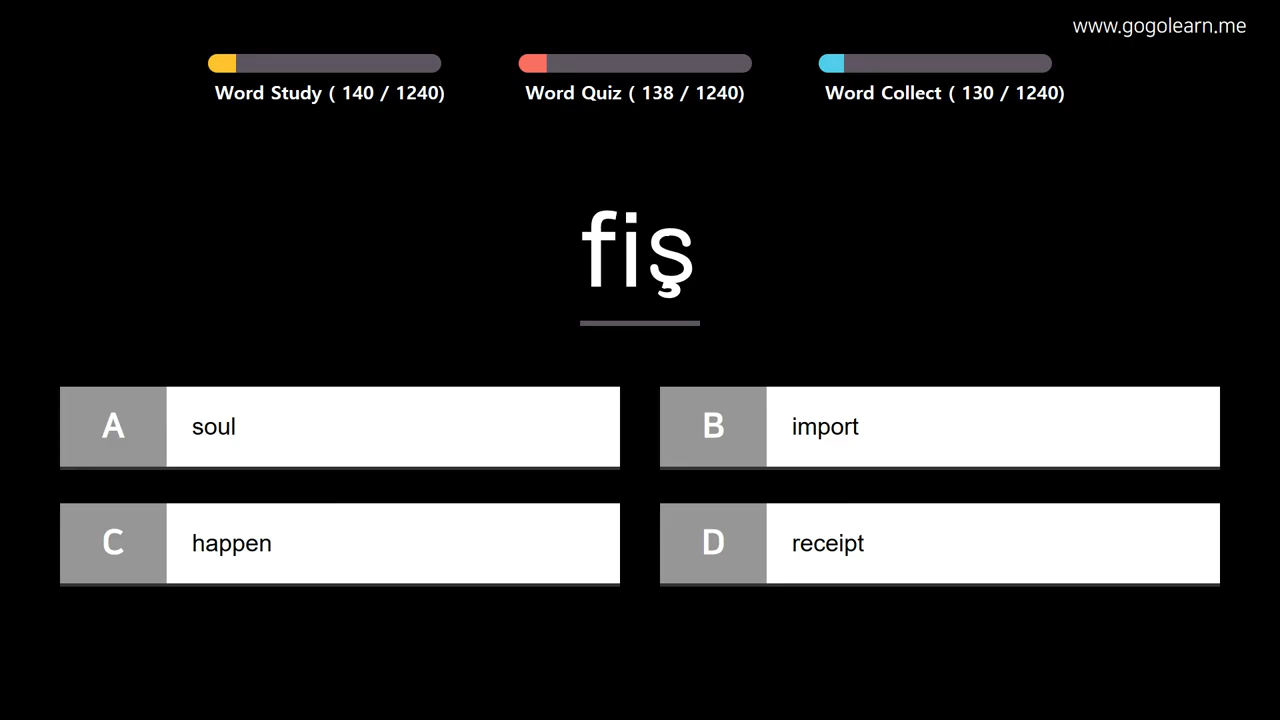 www.gogolearn.me
Word Study ( 140 / 1240)
Word Quiz ( 138 / 1240)
Word Collect ( 130 / 1240)
fiş
A soul
B import
C happen
D receipt